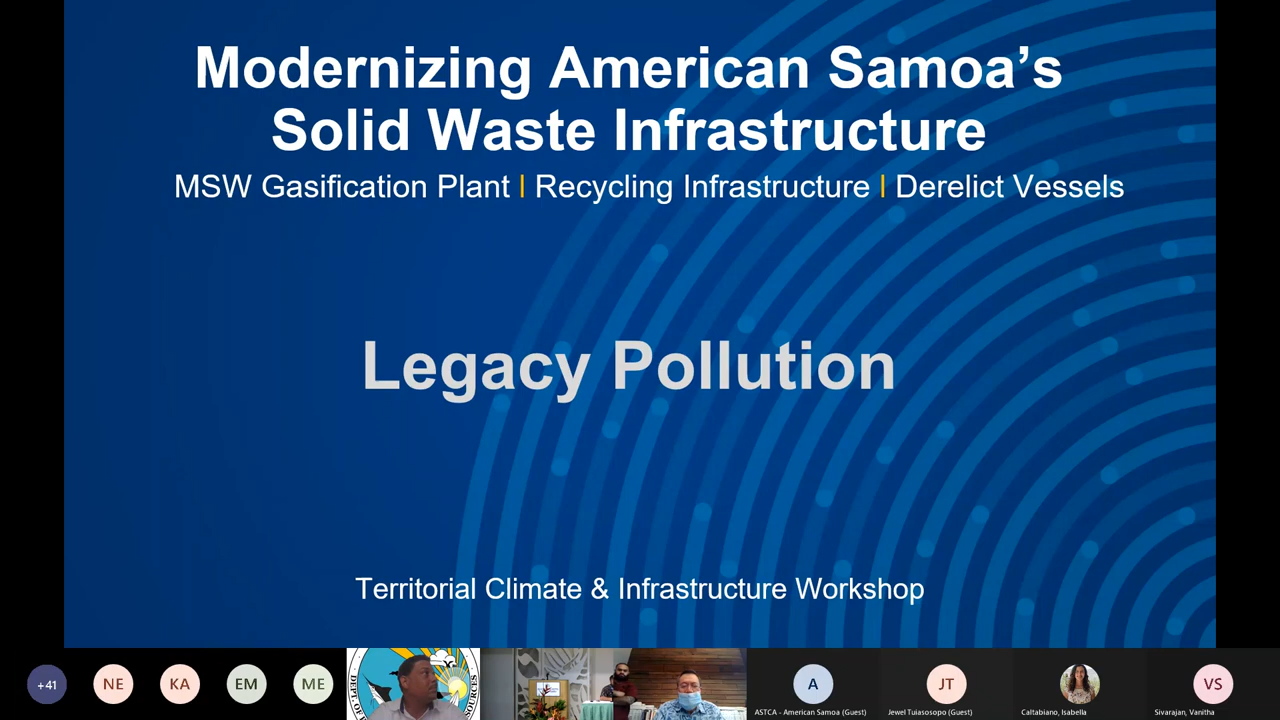 Modernizing American Samoa’s
Solid Waste Infrastructure
MSW Gasification Plant | Recycling Infrastructure | Derelict Vessels
Legacy Pollution
Territorial Climate & Infrastructure Workshop
+41
NE
KA
EM
ME
A
JT
VS
ASTCA - American Samoa (Guest)
Jewel Tuiasosopo (Guest)
Caltabiano, Isabella
Sivarajan, Vanitha